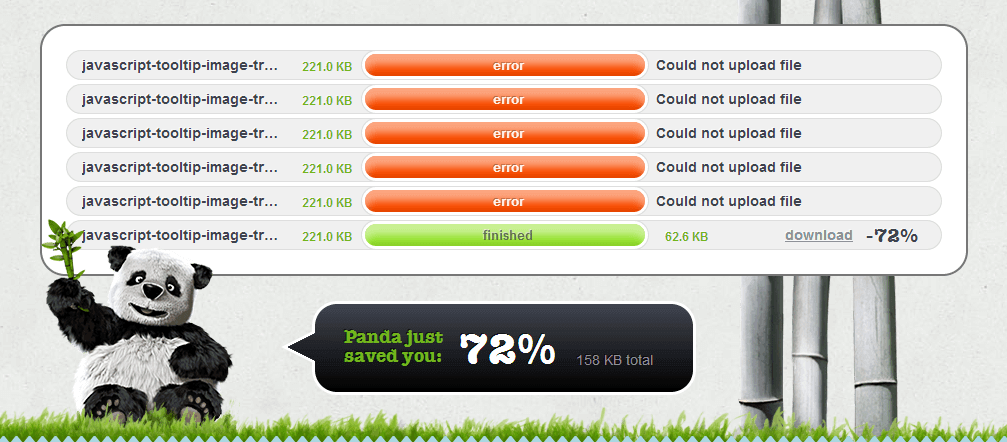 javascript-tooltip-image-tr... 221.0 KB error Could not upload file
javascript-tooltip-image-tr... 221.0 KB error Could not upload file
javascript-tooltip-image-tr... 221.0 KB error Could not upload file
javascript-tooltip-image-tr... 221.0 KB error Could not upload file
javascript-tooltip-image-tr... 221.0 KB error Could not upload file
javascript-tooltip-image-tr... 221.0 KB finished 62.6 KB download -72%
Panda just
saved you: 72% 158 KB total